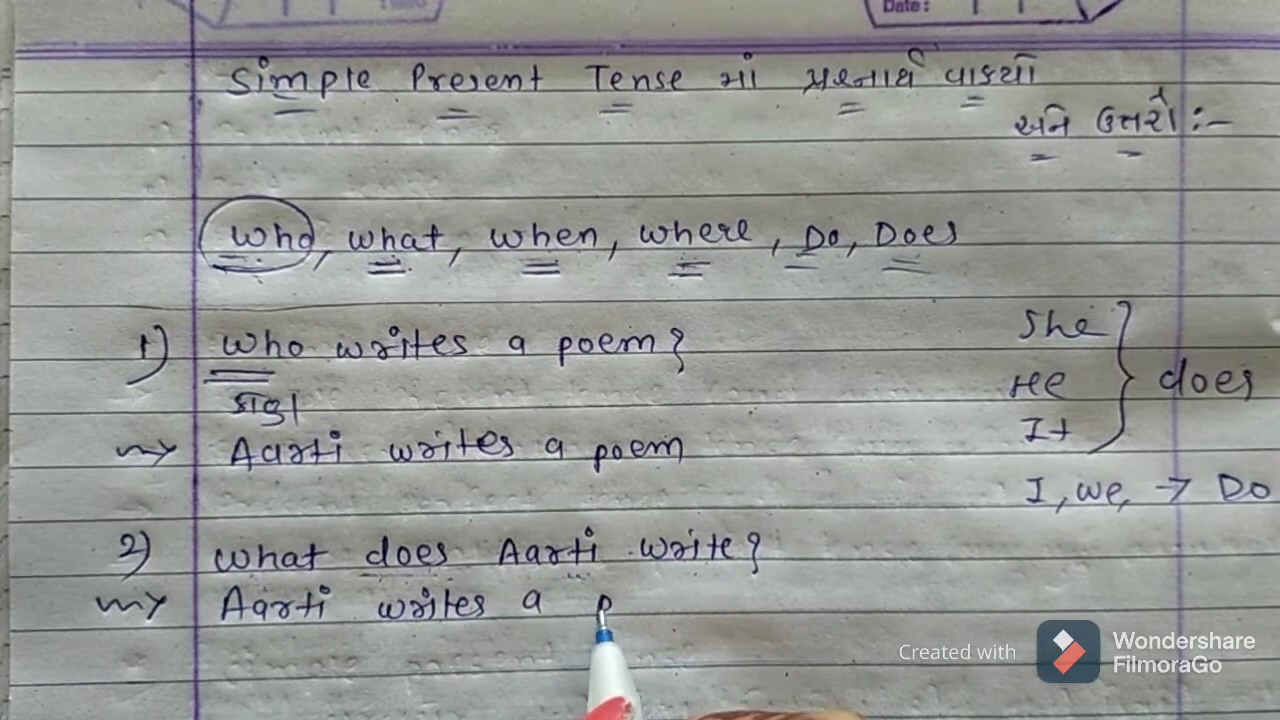 Date:
Simple Present Tense માં પ્રશ્નાર્થ વાક્યો
અને ઉત્તરો :-
Who, What, When, Where, Do, Does
1) Who writes a poem?
કોણ
Aarti writes a poem
She
He
It
does
I, we, → Do
2) What does Aarti write?
Aarti writes a p
Created with Wondershare FilmoraGo